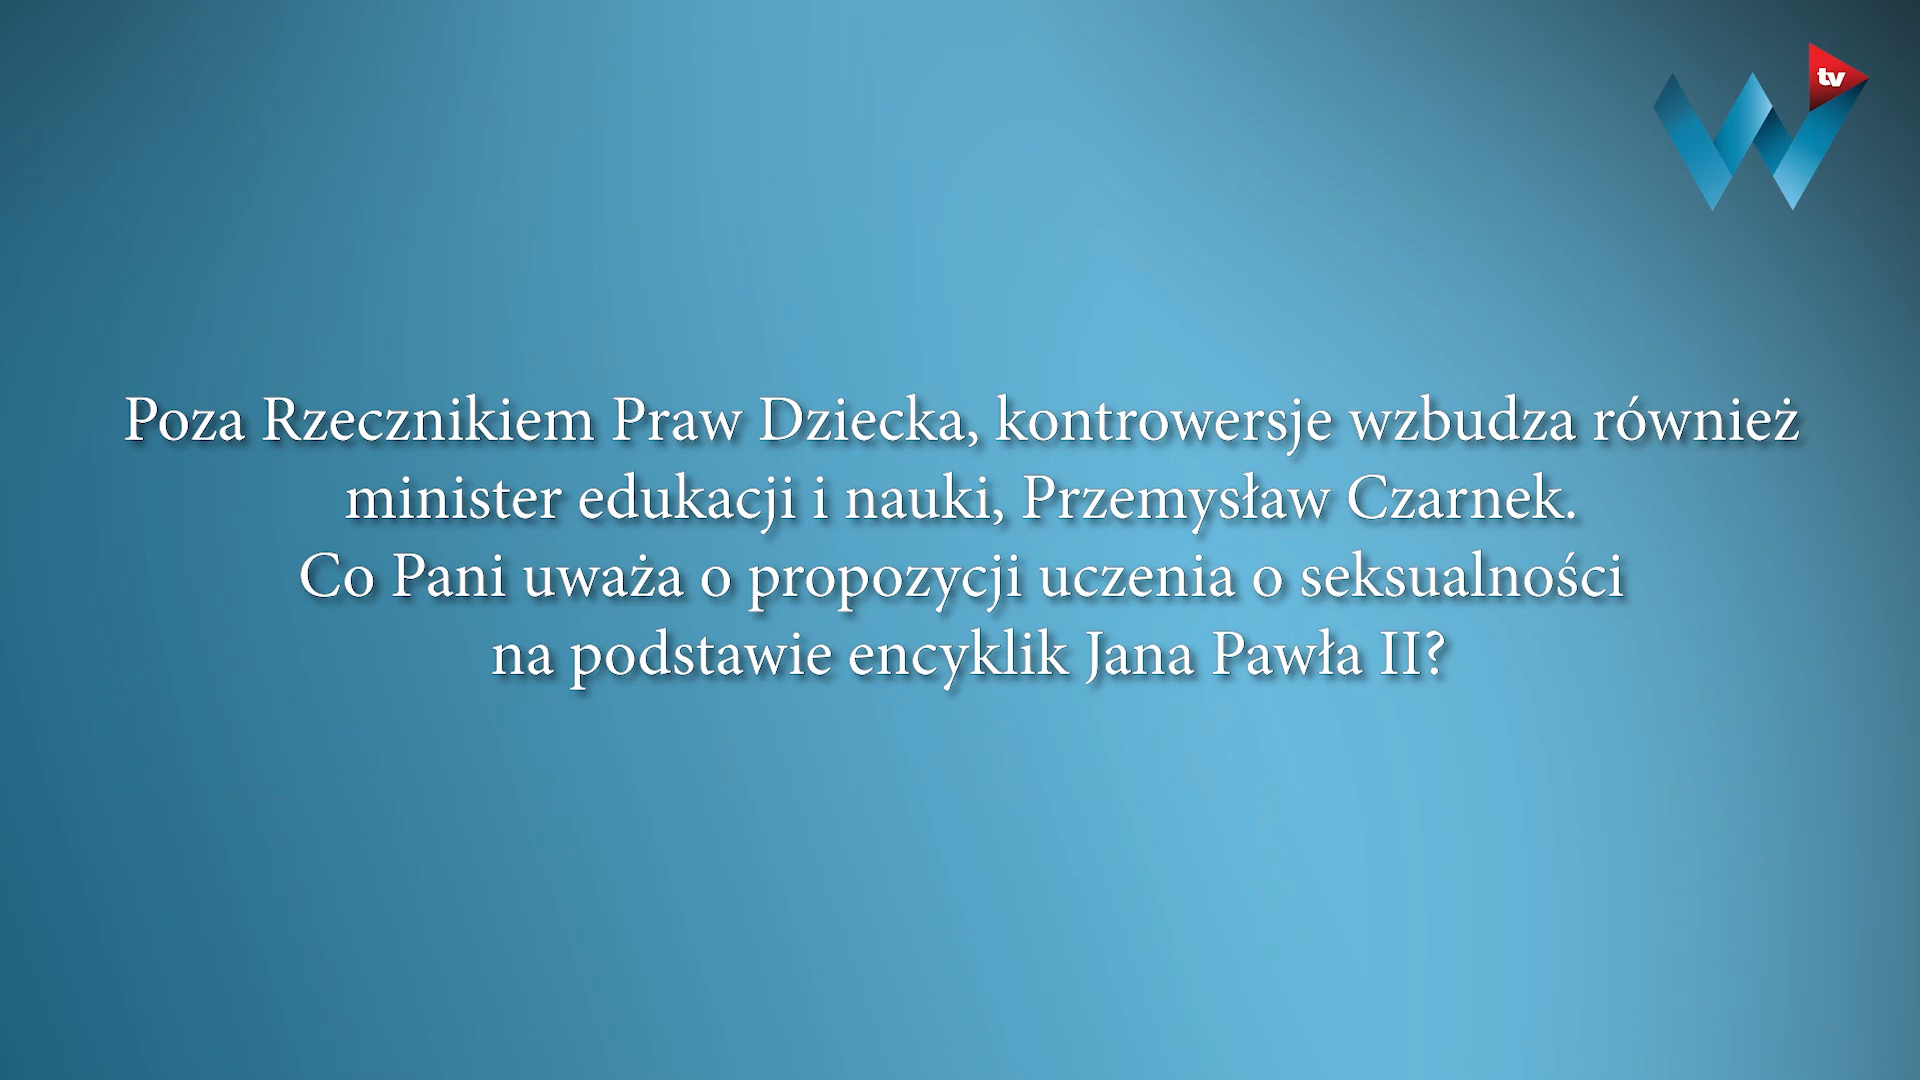 tv
Poza Rzecznikiem Praw Dziecka, kontrowersje wzbudza również
minister edukacji i nauki, Przemysław Czarnek.
Co Pani uważa o propozycji uczenia o seksualności
na podstawie encyklik Jana Pawła II?